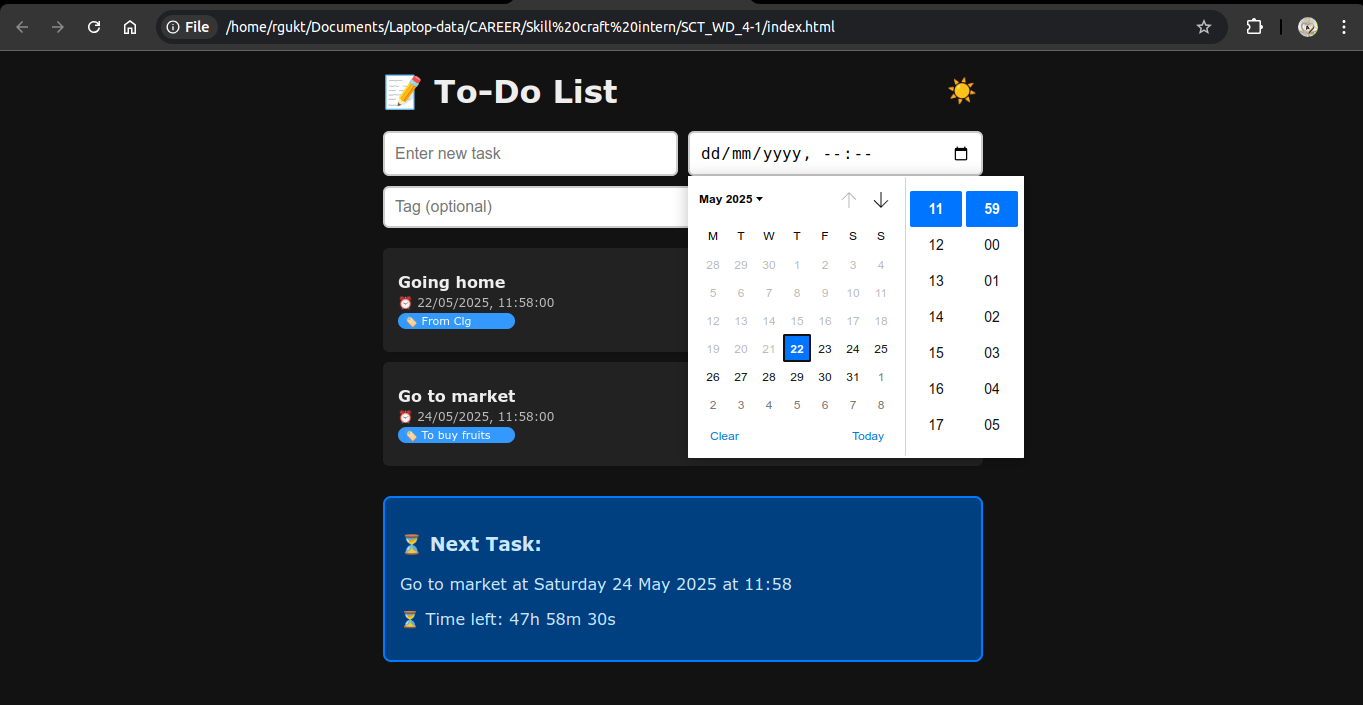 File /home/rgukt/Documents/Laptop-data/CAREER/Skill%20craft%20intern/SCT_WD_4-1/index.html
📝 To-Do List
Enter new task
dd/mm/yyyy, --:--
Tag (optional)
May 2025
M T W T F S S
28 29 30 1 2 3 4
5 6 7 8 9 10 11
12 13 14 15 16 17 18
19 20 21 22 23 24 25
26 27 28 29 30 31 1
2 3 4 5 6 7 8
Clear Today
11 59
12 00
13 01
14 02
15 03
16 04
17 05
Going home
⏰ 22/05/2025, 11:58:00
🏷️ From Clg
Go to market
⏰ 24/05/2025, 11:58:00
🏷️ To buy fruits
⏳ Next Task:
Go to market at Saturday 24 May 2025 at 11:58
⏳ Time left: 47h 58m 30s